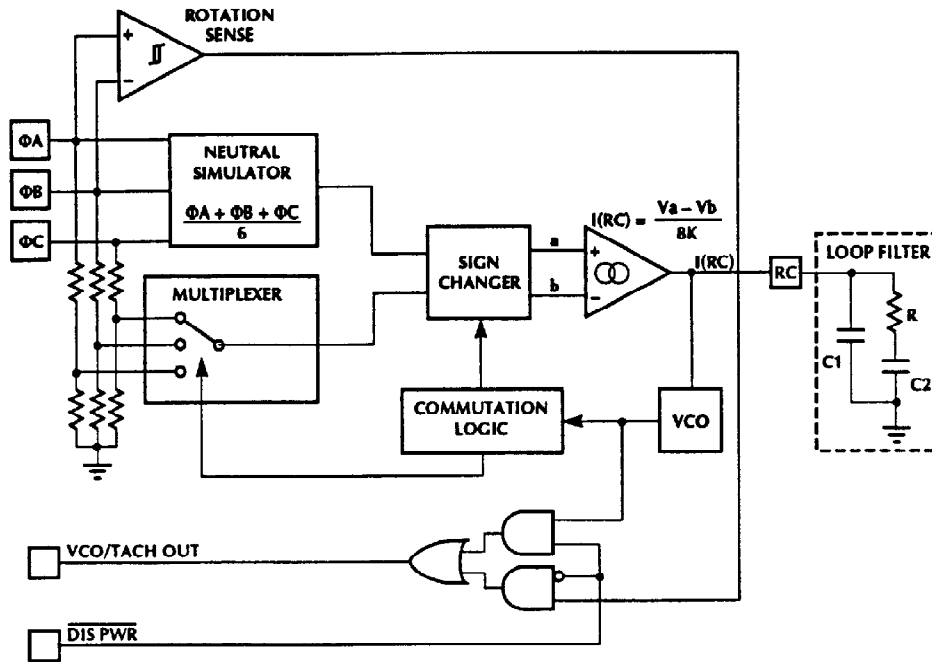 ROTATION
SENSE
+
−
ΦA
ΦB
ΦC
NEUTRAL
SIMULATOR
ΦA + ΦB + ΦC
6
MULTIPLEXER
SIGN
CHANGER
a
b
+
−
I(RC) = Va − Vb
8K
I(RC)
RC
LOOP FILTER
R
C1
C2
COMMUTATION
LOGIC
VCO
VCO/TACH OUT
DIS PWR